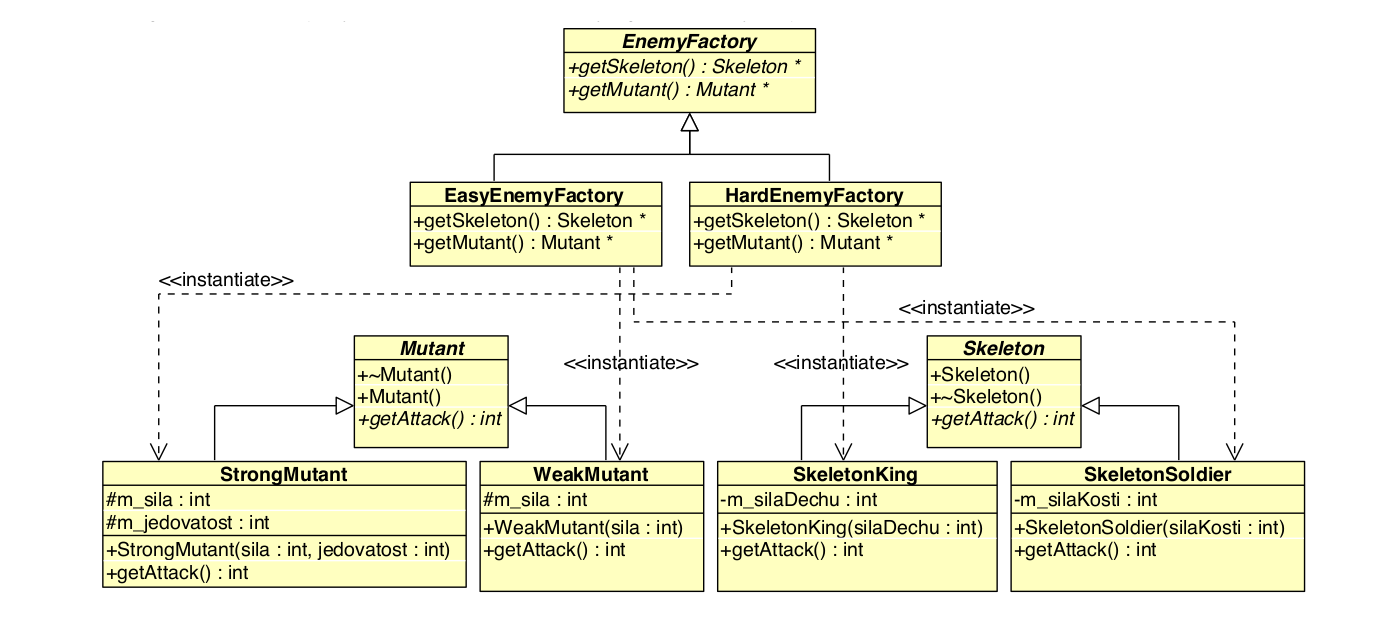 EnemyFactory
+getSkeleton() : Skeleton *
+getMutant() : Mutant *
EasyEnemyFactory
+getSkeleton() : Skeleton *
+getMutant() : Mutant *
HardEnemyFactory
+getSkeleton() : Skeleton *
+getMutant() : Mutant *
<<instantiate>>
<<instantiate>>
Mutant
+~Mutant()
+Mutant()
+getAttack() : int
<<instantiate>>
<<instantiate>>
Skeleton
+Skeleton()
+~Skeleton()
+getAttack() : int
StrongMutant
#m_sila : int
#m_jedovatost : int
+StrongMutant(sila : int, jedovatost : int)
+getAttack() : int
WeakMutant
#m_sila : int
+WeakMutant(sila : int)
+getAttack() : int
SkeletonKing
-m_silaDechu : int
+SkeletonKing(silaDechu : int)
+getAttack() : int
SkeletonSoldier
-m_silaKosti : int
+SkeletonSoldier(silaKosti : int)
+getAttack() : int